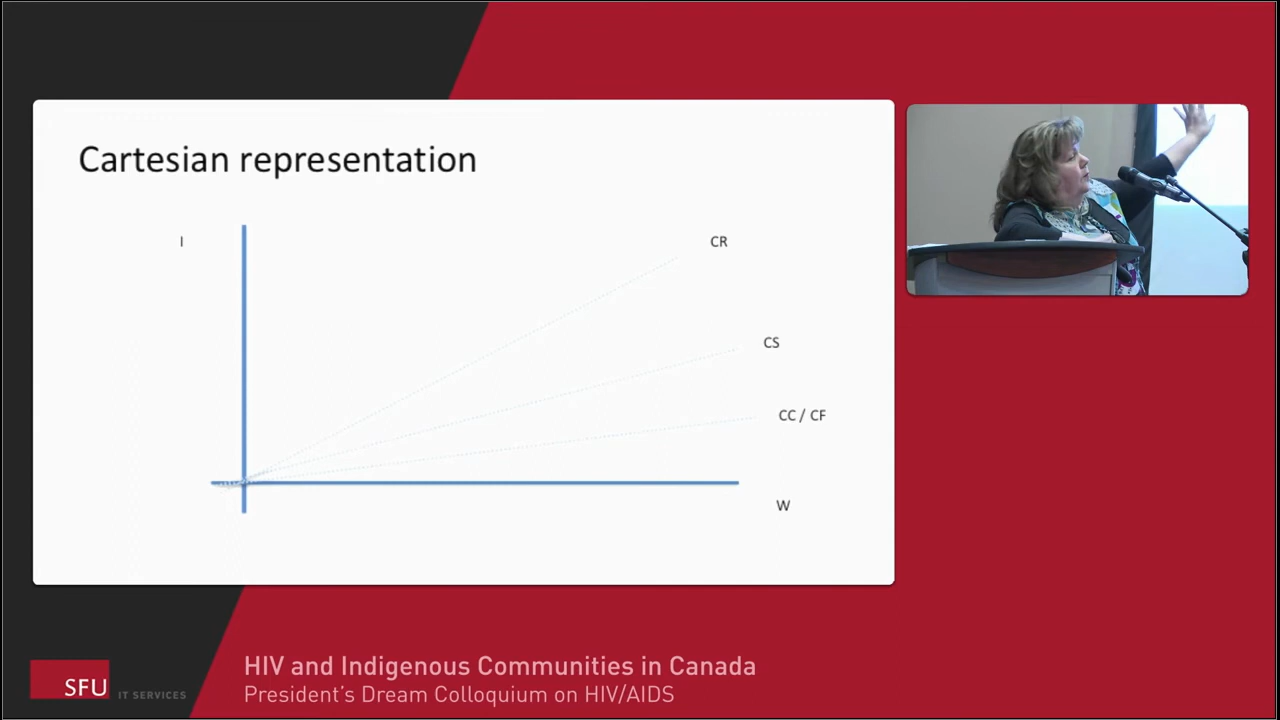 Cartesian representation
I
CR
CS
CC / CF
W
HIV and Indigenous Communities in Canada
President's Dream Colloquium on HIV/AIDS
SFU IT SERVICES